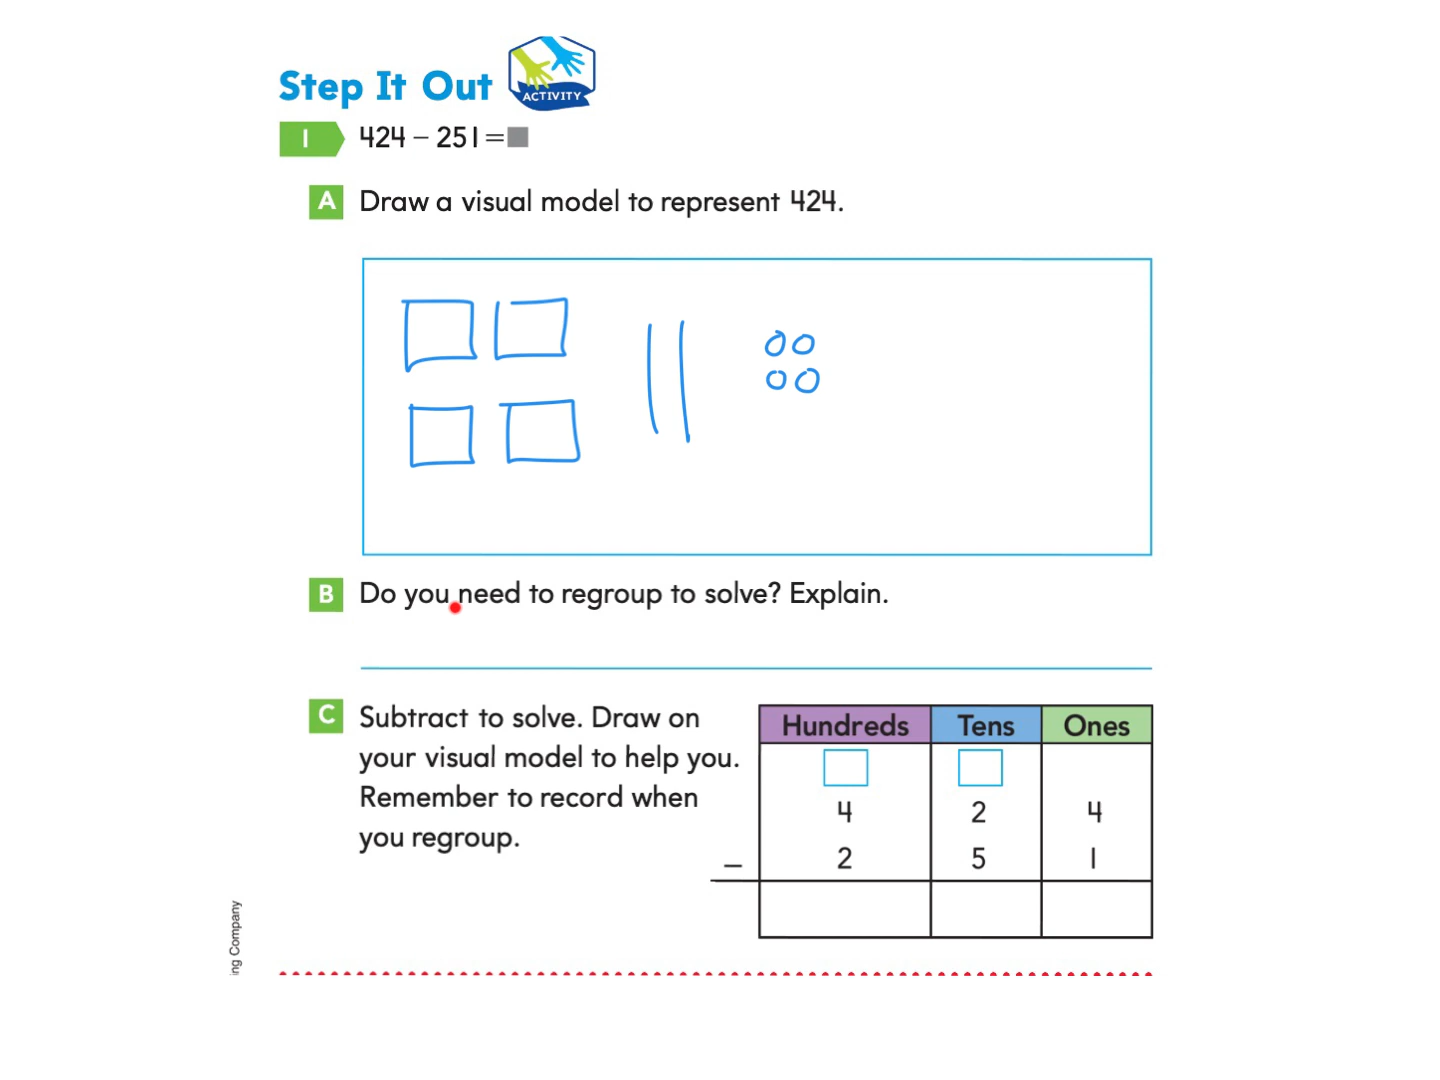 Step It Out
ACTIVITY
1 424 − 251 = ■
A Draw a visual model to represent 424.
B Do you need to regroup to solve? Explain.
C Subtract to solve. Draw on
your visual model to help you.
Remember to record when
you regroup.
Hundreds Tens Ones
4 2 4
− 2 5 1
ing Company